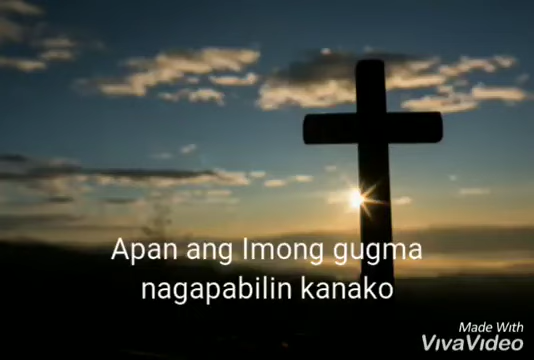 Apan ang Imong gugma
nagapabilin kanako
Made With
VivaVideo